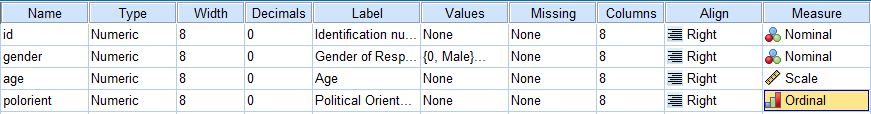 Name Type Width Decimals Label Values Missing Columns Align Measure
id Numeric 8 0 Identification nu... None None 8 Right Nominal
gender Numeric 8 0 Gender of Resp... {0, Male}... None 8 Right Nominal
age Numeric 8 0 Age None None 8 Right Scale
polorient Numeric 8 0 Political Orient... None None 8 Right Ordinal